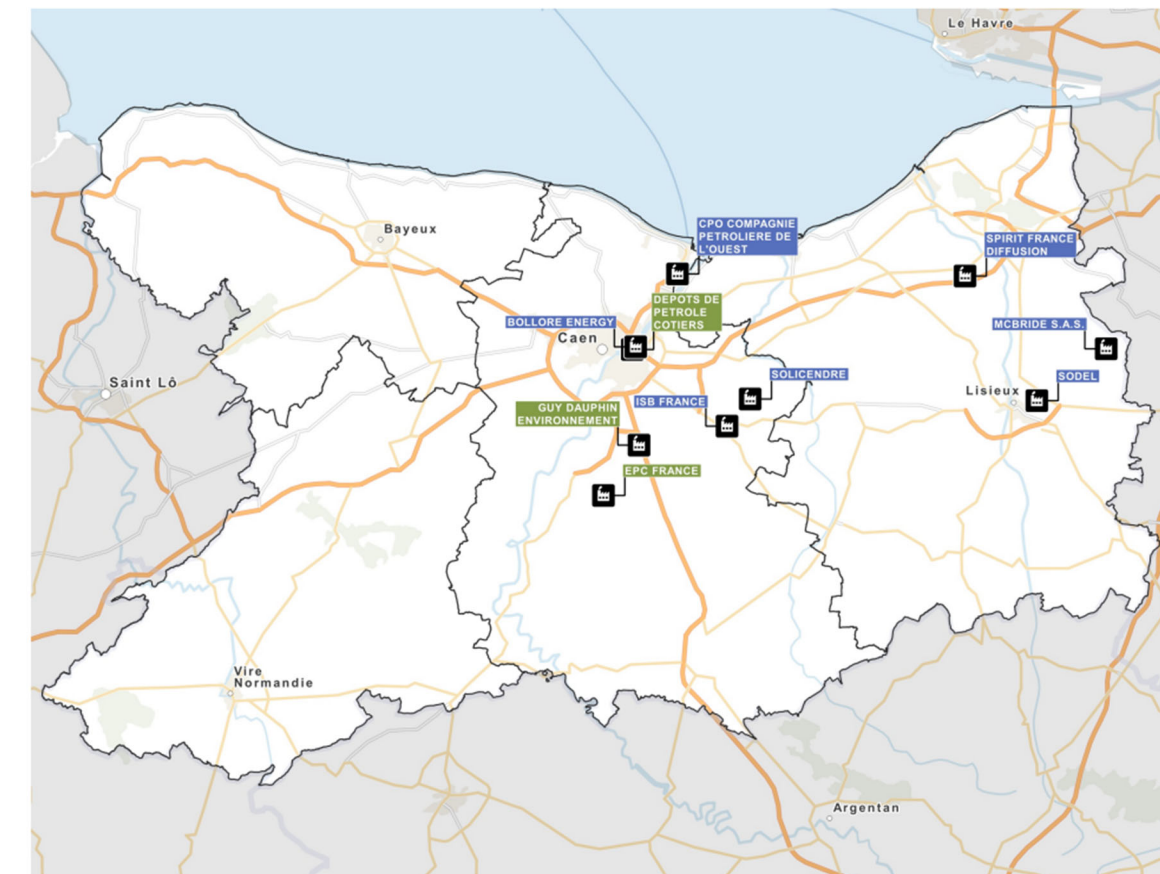 Le Havre
CPO COMPAGNIE
PETROLIERE DE
L'OUEST
Bayeux
SPIRIT FRANCE
DIFFUSION
DEPOTS DE
PETROLE
COTIERS
BOLLORE ENERGY
Caen
MCBRIDE S.A.S.
Saint Lô
SOLICENDRE
SODEL
Lisieux
ISB FRANCE
GUY DAUPHIN
ENVIRONNEMENT
EPC FRANCE
Vire
Normandie
Argentan